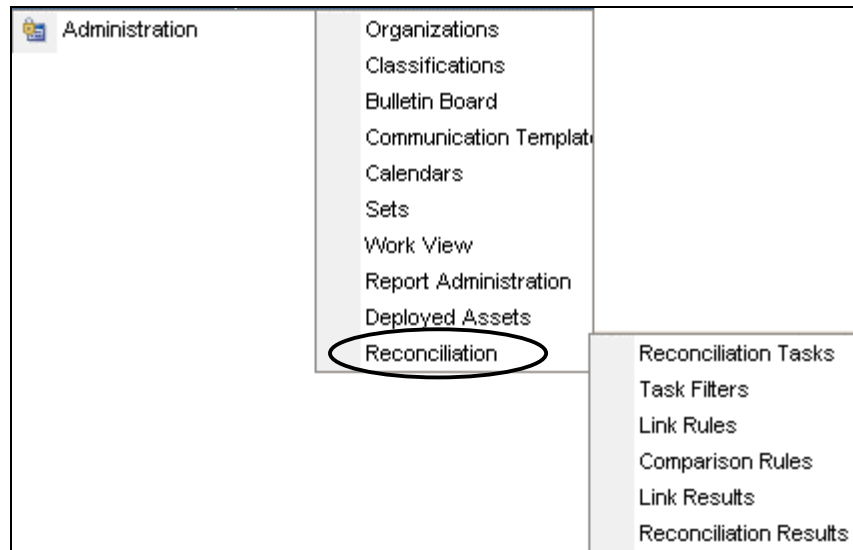 Administration
Organizations
Classifications
Bulletin Board
Communication Templat
Calendars
Sets
Work View
Report Administration
Deployed Assets
Reconciliation
Reconciliation Tasks
Task Filters
Link Rules
Comparison Rules
Link Results
Reconciliation Results